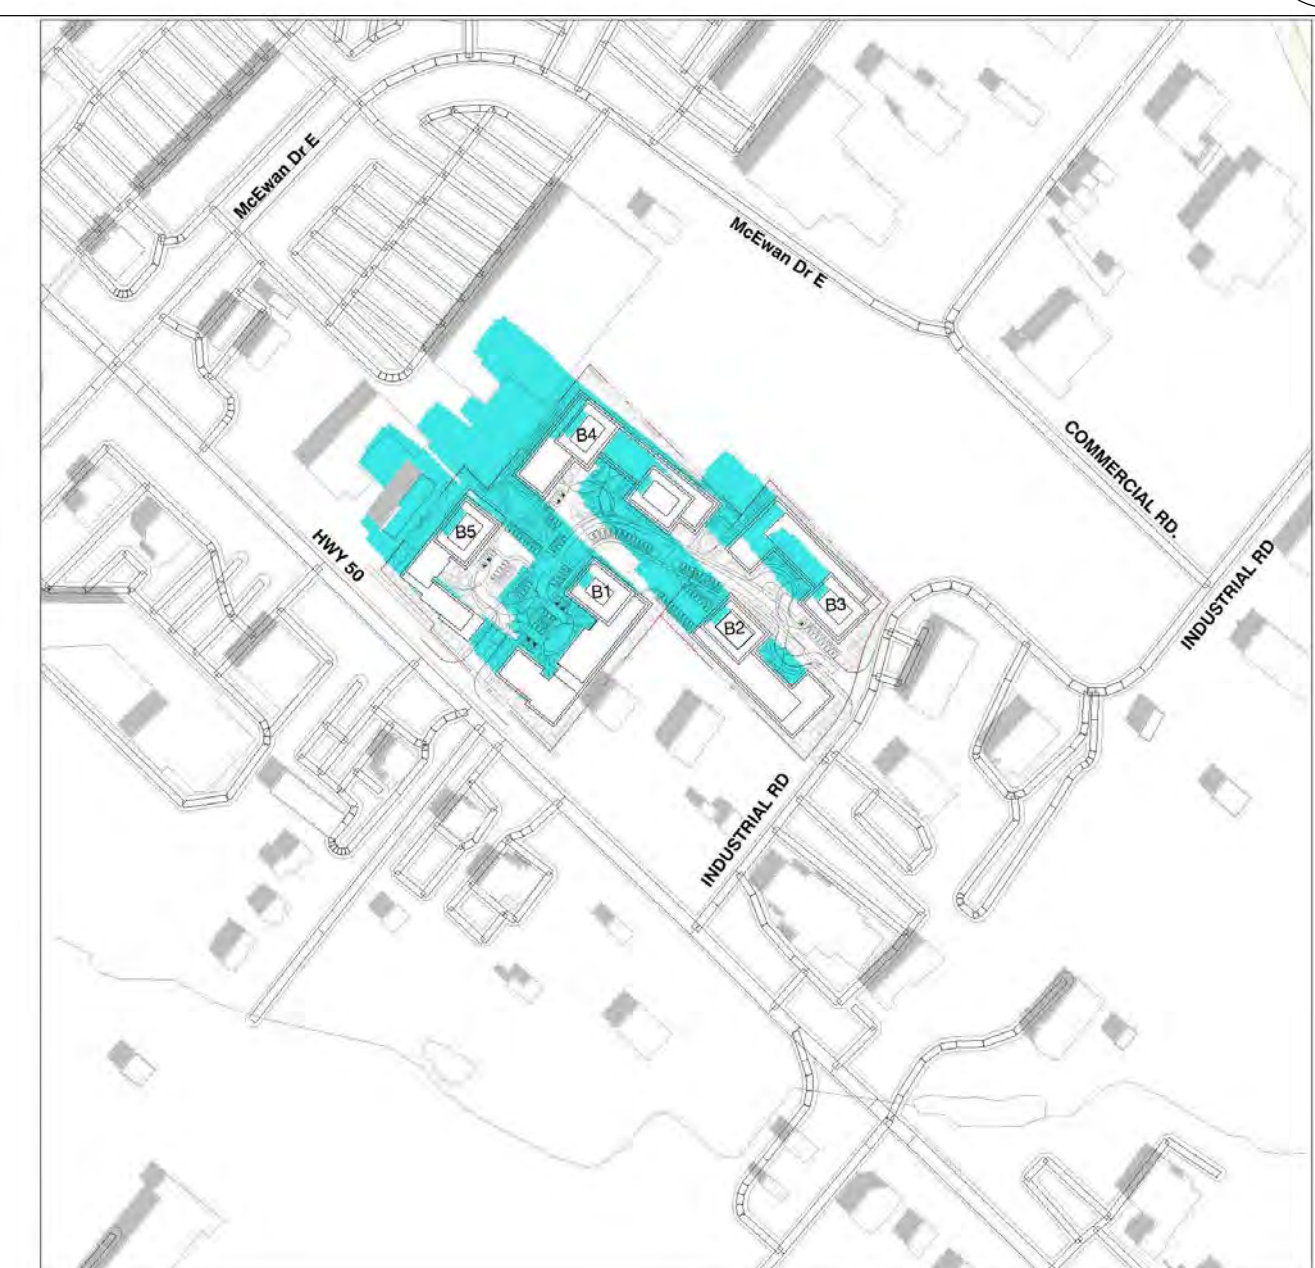 McEwan Dr E
McEwan Dr E
COMMERCIAL RD.
B4
B5
HWY 50
B1
B3
B2
INDUSTRIAL RD
INDUSTRIAL RD